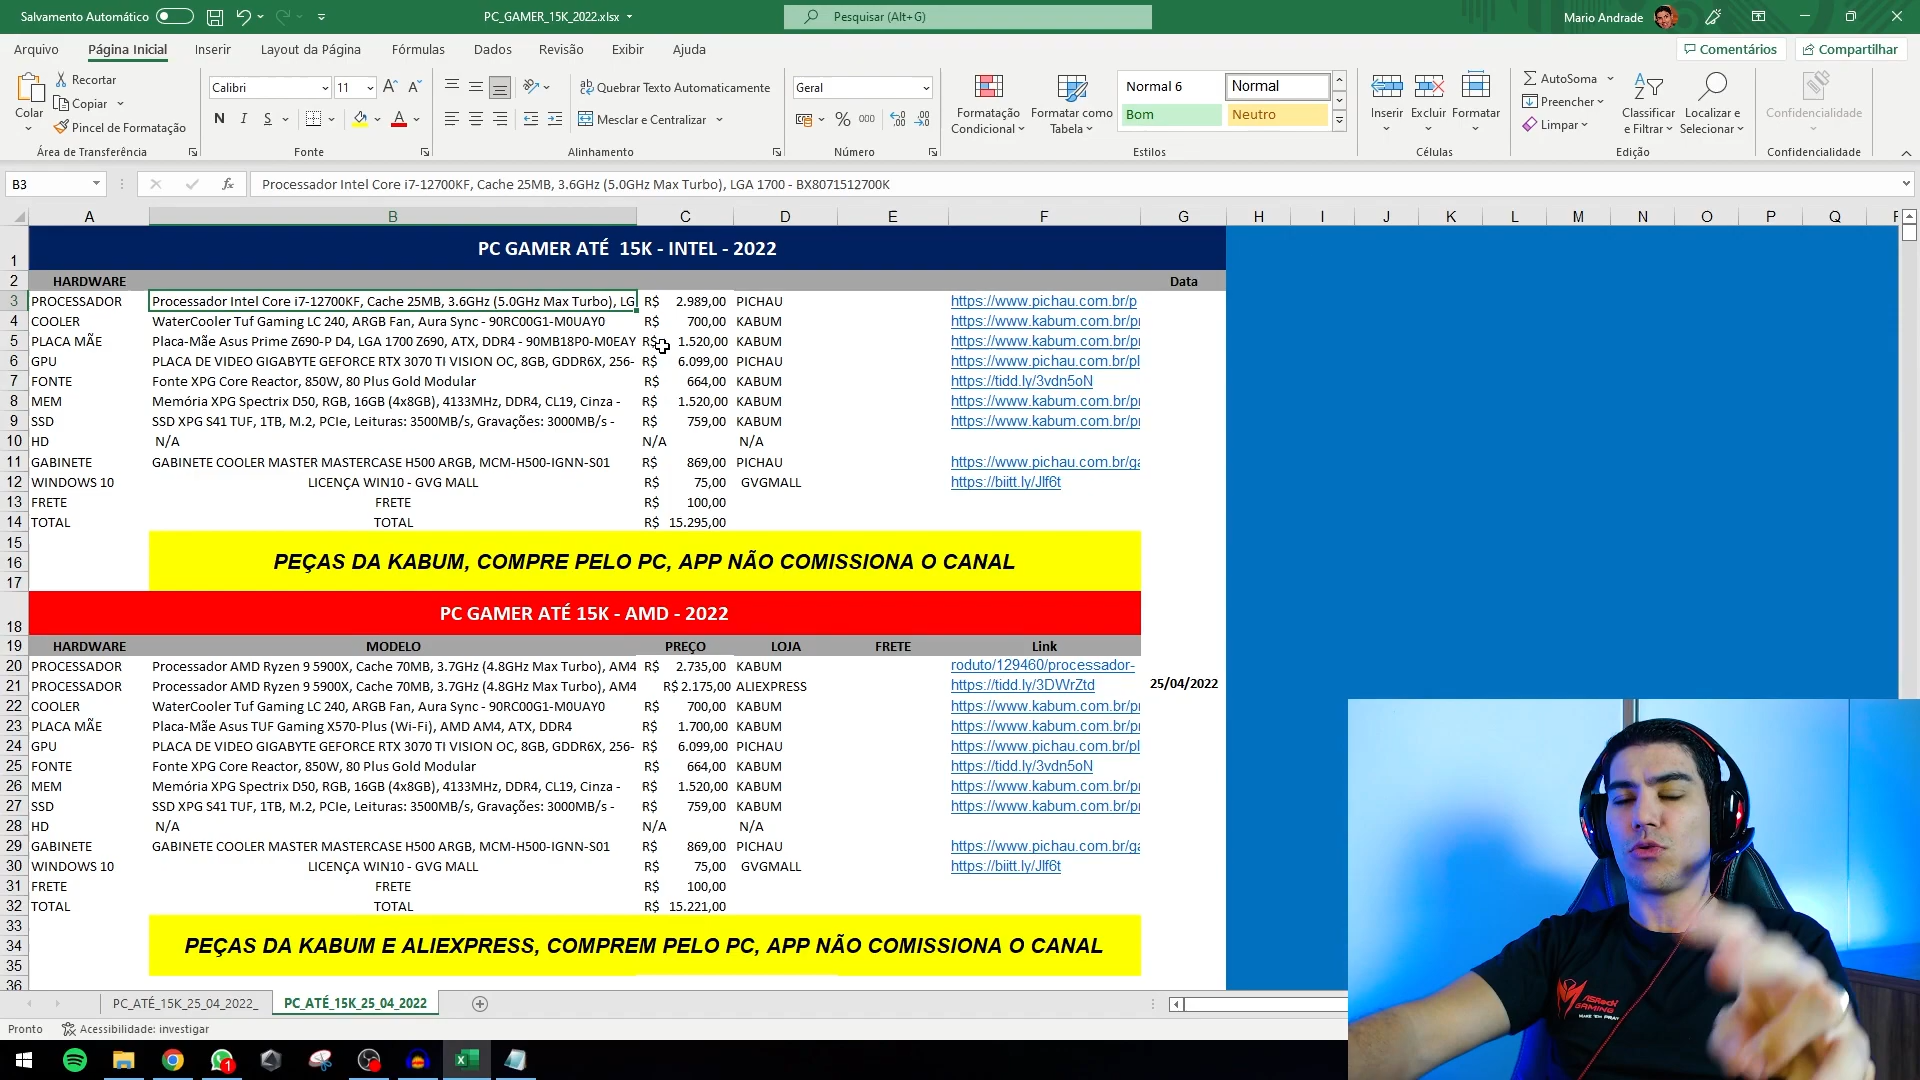 Salvamento Automático
PC_GAMER_15K_2022.xlsx
Pesquisar (Alt+G)
Mario Andrade
Arquivo Página Inicial Inserir Layout da Página Fórmulas Dados Revisão Exibir Ajuda
Comentários Compartilhar
Colar
Recortar
Copiar
Pincel de Formatação
Área de Transferência
Calibri 11
N I S
Fonte
Quebrar Texto Automaticamente
Mesclar e Centralizar
Alinhamento
Geral
% 000
Número
Formatação Condicional
Formatar como Tabela
Normal 6 Normal
Bom Neutro
Estilos
Inserir Excluir Formatar
Células
AutoSoma
Preencher
Limpar
Classificar e Filtrar
Localizar e Selecionar
Edição
Confidencialidade
Confidencialidade
B3 fx Processador Intel Core i7-12700KF, Cache 25MB, 3.6GHz (5.0GHz Max Turbo), LGA 1700 - BX8071512700K
A B C D E F G H I J K L M N O P Q
1 PC GAMER ATÉ 15K - INTEL - 2022
2 HARDWARE Data
3 PROCESSADOR Processador Intel Core i7-12700KF, Cache 25MB, 3.6GHz (5.0GHz Max Turbo), LG R$ 2.989,00 PICHAU https://www.pichau.com.br/p
4 COOLER WaterCooler Tuf Gaming LC 240, ARGB Fan, Aura Sync - 90RC00G1-M0UAY0 R$ 700,00 KABUM https://www.kabum.com.br/pr
5 PLACA MÃE Placa-Mãe Asus Prime Z690-P D4, LGA 1700 Z690, ATX, DDR4 - 90MB18P0-M0EAY R$ 1.520,00 KABUM https://www.kabum.com.br/pr
6 GPU PLACA DE VIDEO GIGABYTE GEFORCE RTX 3070 TI VISION OC, 8GB, GDDR6X, 256- R$ 6.099,00 PICHAU https://www.pichau.com.br/pl
7 FONTE Fonte XPG Core Reactor, 850W, 80 Plus Gold Modular R$ 664,00 KABUM https://tidd.ly/3vdn5oN
8 MEM Memória XPG Spectrix D50, RGB, 16GB (4x8GB), 4133MHz, DDR4, CL19, Cinza - R$ 1.520,00 KABUM https://www.kabum.com.br/pr
9 SSD SSD XPG S41 TUF, 1TB, M.2, PCIe, Leituras: 3500MB/s, Gravações: 3000MB/s - R$ 759,00 KABUM https://www.kabum.com.br/pr
10 HD N/A N/A N/A
11 GABINETE GABINETE COOLER MASTER MASTERCASE H500 ARGB, MCM-H500-IGNN-S01 R$ 869,00 PICHAU https://www.pichau.com.br/ga
12 WINDOWS 10 LICENÇA WIN10 - GVG MALL R$ 75,00 GVGMALL https://biitt.ly/Jlf6t
13 FRETE FRETE R$ 100,00
14 TOTAL TOTAL R$ 15.295,00
15
16 PEÇAS DA KABUM, COMPRE PELO PC, APP NÃO COMISSIONA O CANAL
17
18 PC GAMER ATÉ 15K - AMD - 2022
19 HARDWARE MODELO PREÇO LOJA FRETE Link
20 PROCESSADOR Processador AMD Ryzen 9 5900X, Cache 70MB, 3.7GHz (4.8GHz Max Turbo), AM4 R$ 2.735,00 KABUM roduto/129460/processador-
21 PROCESSADOR Processador AMD Ryzen 9 5900X, Cache 70MB, 3.7GHz (4.8GHz Max Turbo), AM4 R$ 2.175,00 ALIEXPRESS https://tidd.ly/3DWrZtd 25/04/2022
22 COOLER WaterCooler Tuf Gaming LC 240, ARGB Fan, Aura Sync - 90RC00G1-M0UAY0 R$ 700,00 KABUM https://www.kabum.com.br/pr
23 PLACA MÃE Placa-Mãe Asus TUF Gaming X570-Plus (Wi-Fi), AMD AM4, ATX, DDR4 R$ 1.700,00 KABUM https://www.kabum.com.br/pr
24 GPU PLACA DE VIDEO GIGABYTE GEFORCE RTX 3070 TI VISION OC, 8GB, GDDR6X, 256- R$ 6.099,00 PICHAU https://www.pichau.com.br/pl
25 FONTE Fonte XPG Core Reactor, 850W, 80 Plus Gold Modular R$ 664,00 KABUM https://tidd.ly/3vdn5oN
26 MEM Memória XPG Spectrix D50, RGB, 16GB (4x8GB), 4133MHz, DDR4, CL19, Cinza - R$ 1.520,00 KABUM https://www.kabum.com.br/pr
27 SSD SSD XPG S41 TUF, 1TB, M.2, PCIe, Leituras: 3500MB/s, Gravações: 3000MB/s - R$ 759,00 KABUM https://www.kabum.com.br/pr
28 HD N/A N/A N/A
29 GABINETE GABINETE COOLER MASTER MASTERCASE H500 ARGB, MCM-H500-IGNN-S01 R$ 869,00 PICHAU https://www.pichau.com.br/ga
30 WINDOWS 10 LICENÇA WIN10 - GVG MALL R$ 75,00 GVGMALL https://biitt.ly/Jlf6t
31 FRETE FRETE R$ 100,00
32 TOTAL TOTAL R$ 15.221,00
33
34 PEÇAS DA KABUM E ALIEXPRESS, COMPREM PELO PC, APP NÃO COMISSIONA O CANAL
35
36
PC_ATÉ_15K_25_04_2022_ PC_ATÉ_15K_25_04_2022
Pronto Acessibilidade: investigar
ASRock
GAMING